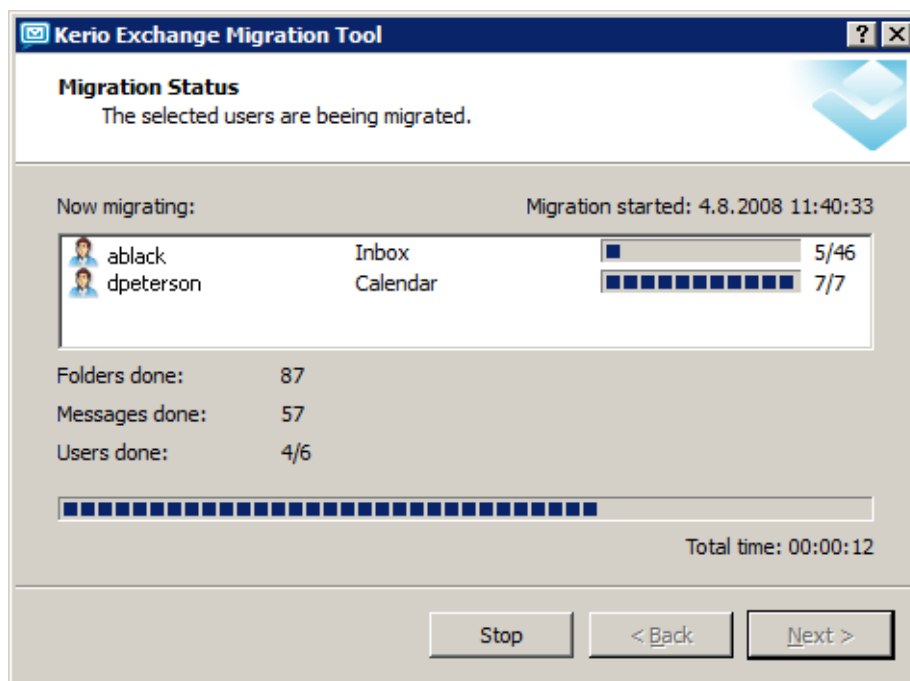 Kerio Exchange Migration Tool
Migration Status
The selected users are beeing migrated.
Now migrating: Migration started: 4.8.2008 11:40:33
ablack Inbox 5/46
dpeterson Calendar 7/7
Folders done: 87
Messages done: 57
Users done: 4/6
Total time: 00:00:12
Stop < Back Next >